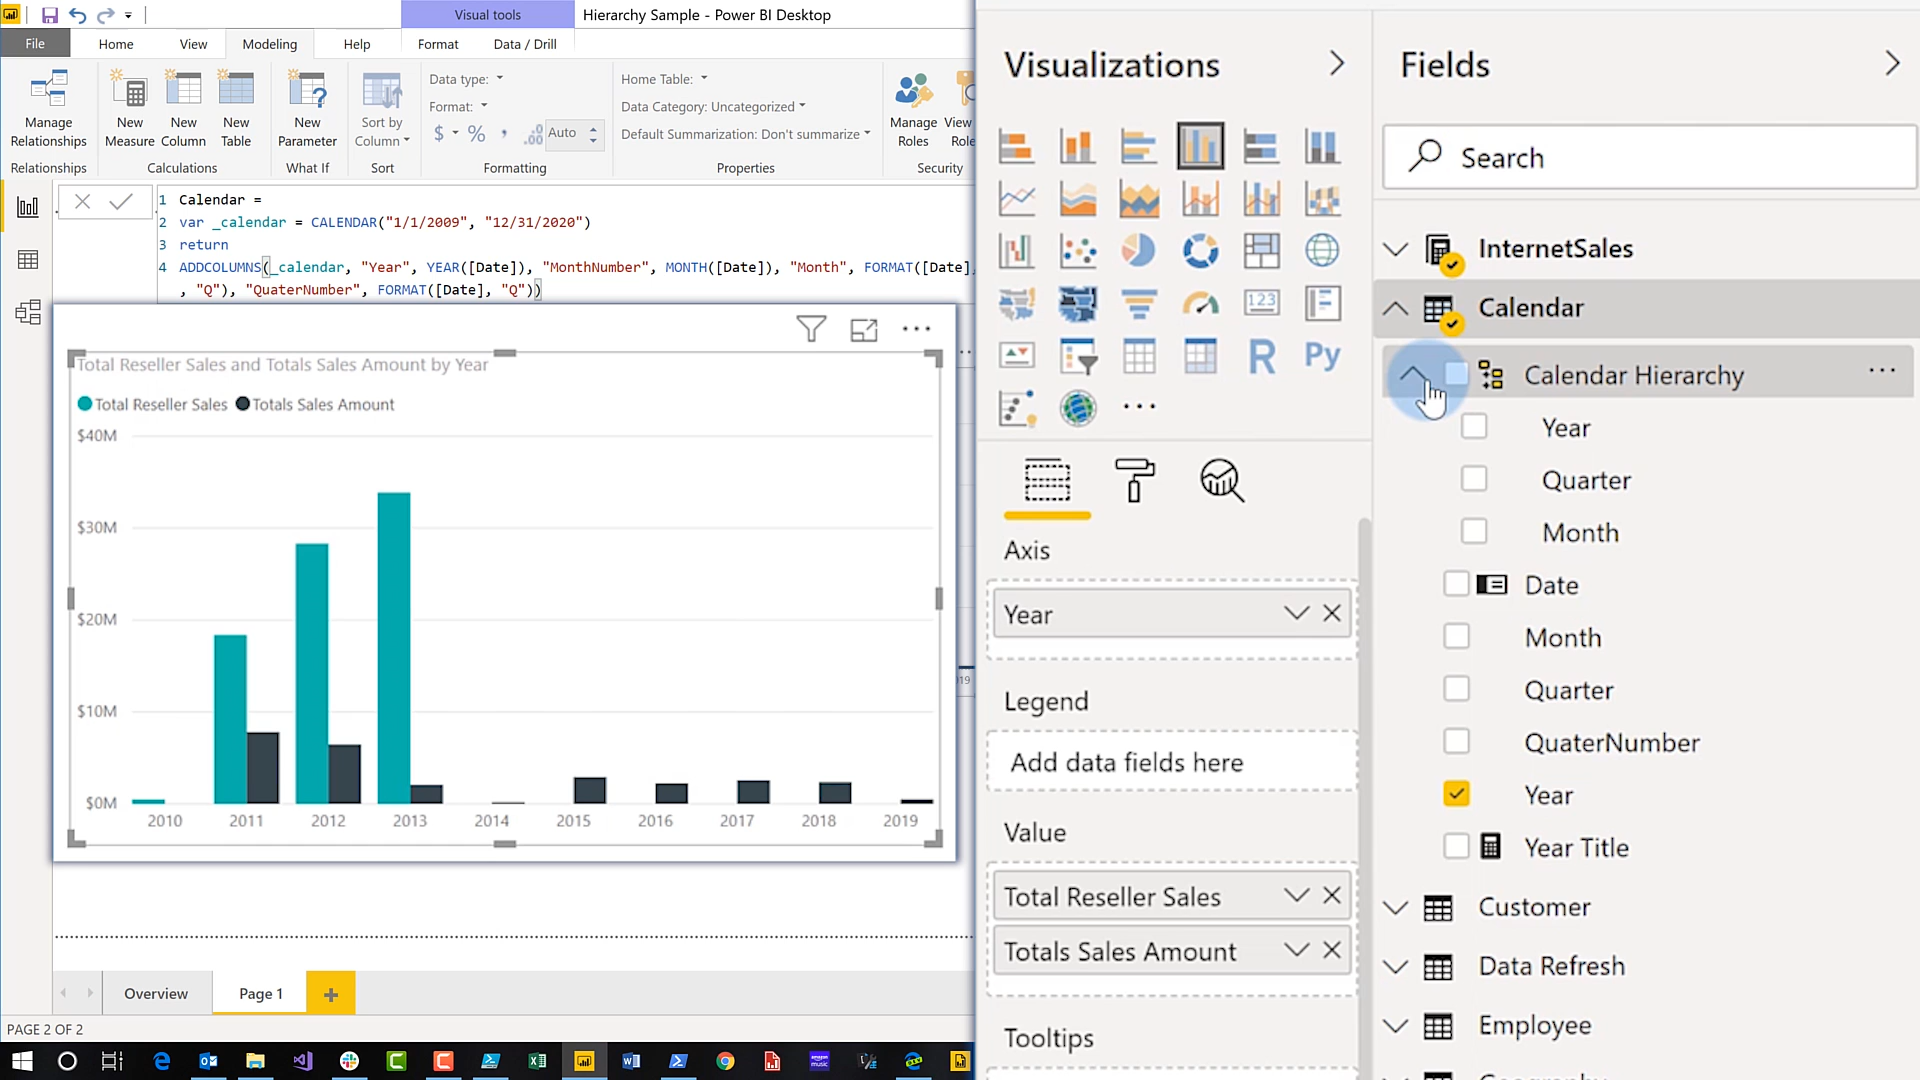 Visual tools
Hierarchy Sample - Power BI Desktop
File
Home
View
Modeling
Help
Format
Data / Drill
Manage
Relationships
Relationships
New
Measure
New
Column
New
Table
Calculations
New
Parameter
What If
Sort by
Column
Sort
Data type:
Format:
$ % , .00 Auto
Formatting
Home Table:
Data Category: Uncategorized
Default Summarization: Don't summarize
Properties
Manage
Roles
View
Security
1 Calendar =
2 var _calendar = CALENDAR("1/1/2009", "12/31/2020")
3 return
4 ADDCOLUMNS(_calendar, "Year", YEAR([Date]), "MonthNumber", MONTH([Date]), "Month", FORMAT([Date],
, "Q"), "QuaterNumber", FORMAT([Date], "Q"))
Total Reseller Sales and Totals Sales Amount by Year
Total Reseller Sales
Totals Sales Amount
$40M
$30M
$20M
$10M
$0M
2010
2011
2012
2013
2014
2015
2016
2017
2018
2019
Overview
Page 1
+
PAGE 2 OF 2
Visualizations
123
R
Py
Axis
Year
Legend
Add data fields here
Value
Total Reseller Sales
Totals Sales Amount
Tooltips
Fields
Search
InternetSales
Calendar
Calendar Hierarchy
Year
Quarter
Month
Date
Month
Quarter
QuaterNumber
Year
Year Title
Customer
Data Refresh
Employee